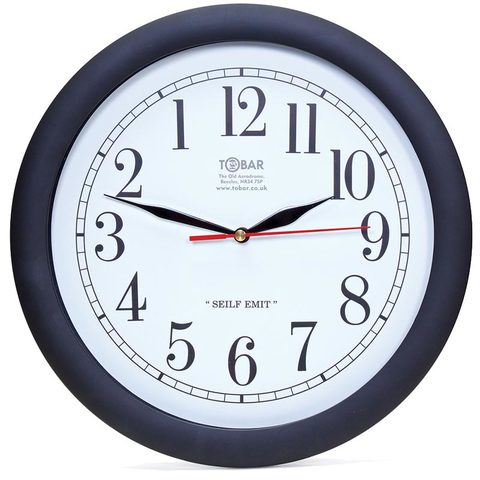 12
1
11
TOBAR
The Old Aerodrome,
Beccles, NR34 7SP
www.tobar.co.uk
2
10
3
9
4
8
" SEILF EMIT "
5
7
6